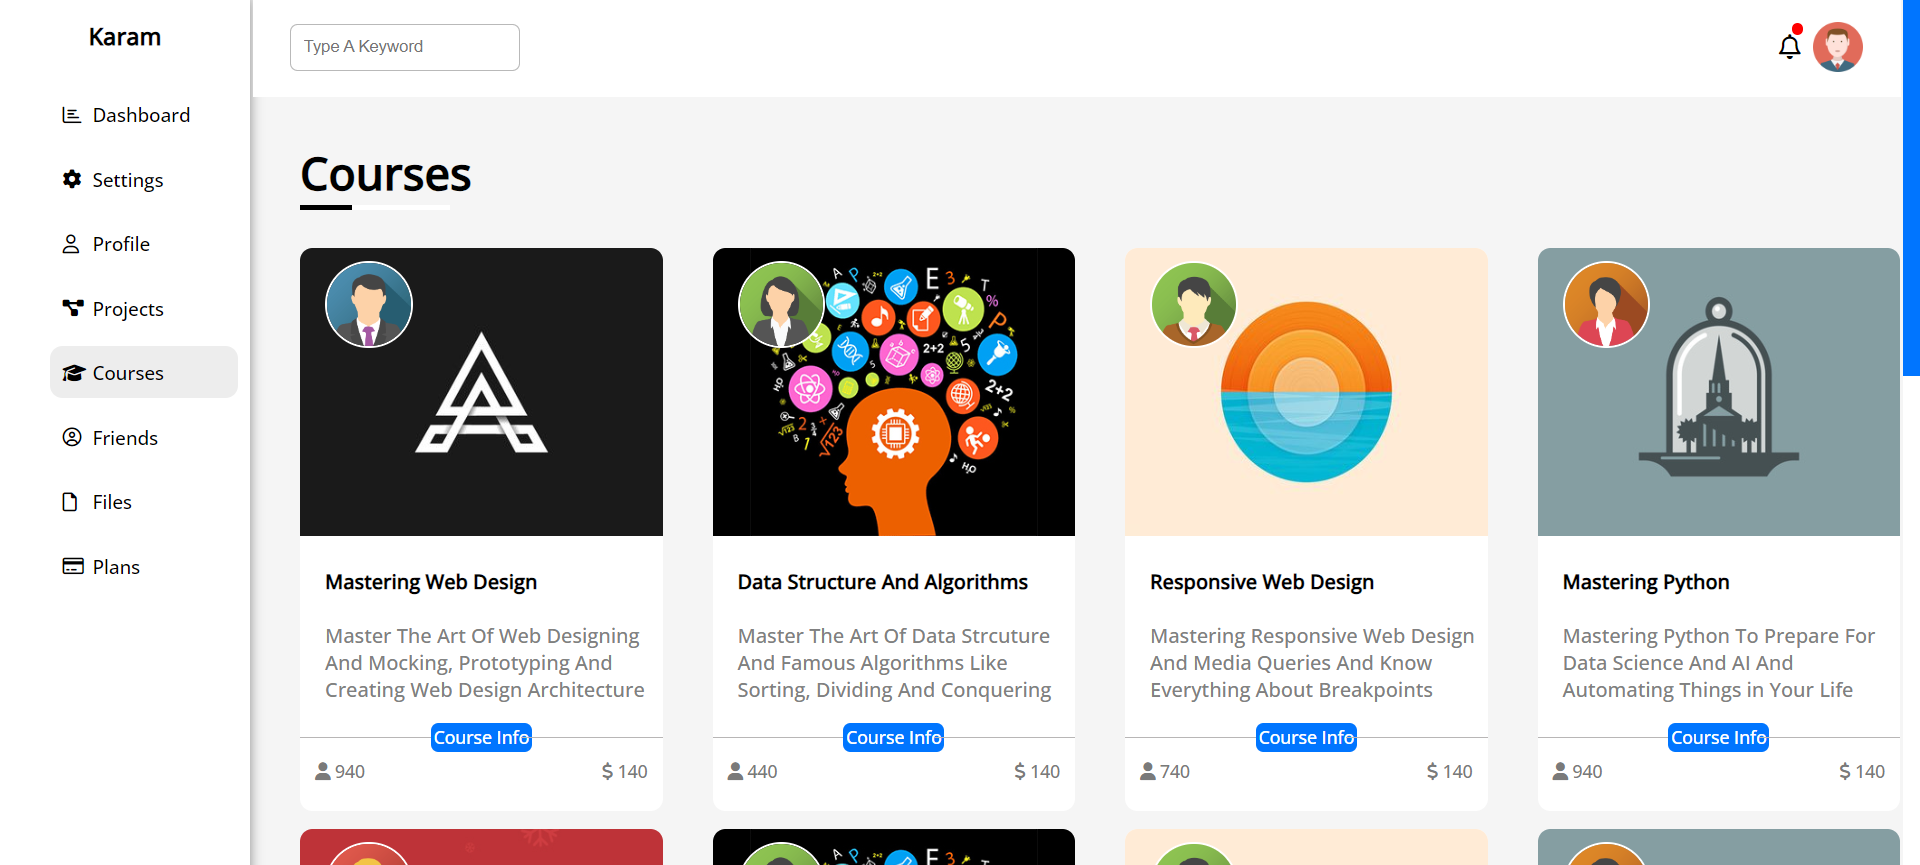 Karam
Dashboard
Settings
Profile
Projects
Courses
Friends
Files
Plans
Type A Keyword
Courses
Mastering Web Design
Master The Art Of Web Designing
And Mocking, Prototyping And
Creating Web Design Architecture
Course Info
940
$ 140
Data Structure And Algorithms
Master The Art Of Data Strcuture
And Famous Algorithms Like
Sorting, Dividing And Conquering
Course Info
440
$ 140
Responsive Web Design
Mastering Responsive Web Design
And Media Queries And Know
Everything About Breakpoints
Course Info
740
$ 140
Mastering Python
Mastering Python To Prepare For
Data Science And AI And
Automating Things in Your Life
Course Info
940
$ 140